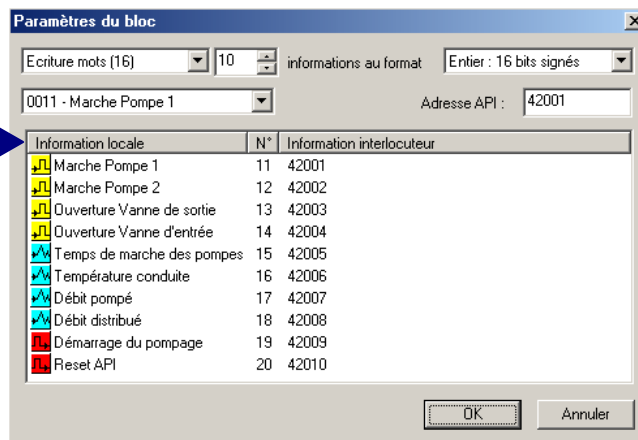 Paramètres du bloc
Ecriture mots (16) 10 informations au format Entier : 16 bits signés
0011 - Marche Pompe 1 Adresse API : 42001
Information locale N° Information interlocuteur
Marche Pompe 1 11 42001
Marche Pompe 2 12 42002
Ouverture Vanne de sortie 13 42003
Ouverture Vanne d'entrée 14 42004
Temps de marche des pompes 15 42005
Température conduite 16 42006
Débit pompé 17 42007
Débit distribué 18 42008
Démarrage du pompage 19 42009
Reset API 20 42010
OK Annuler